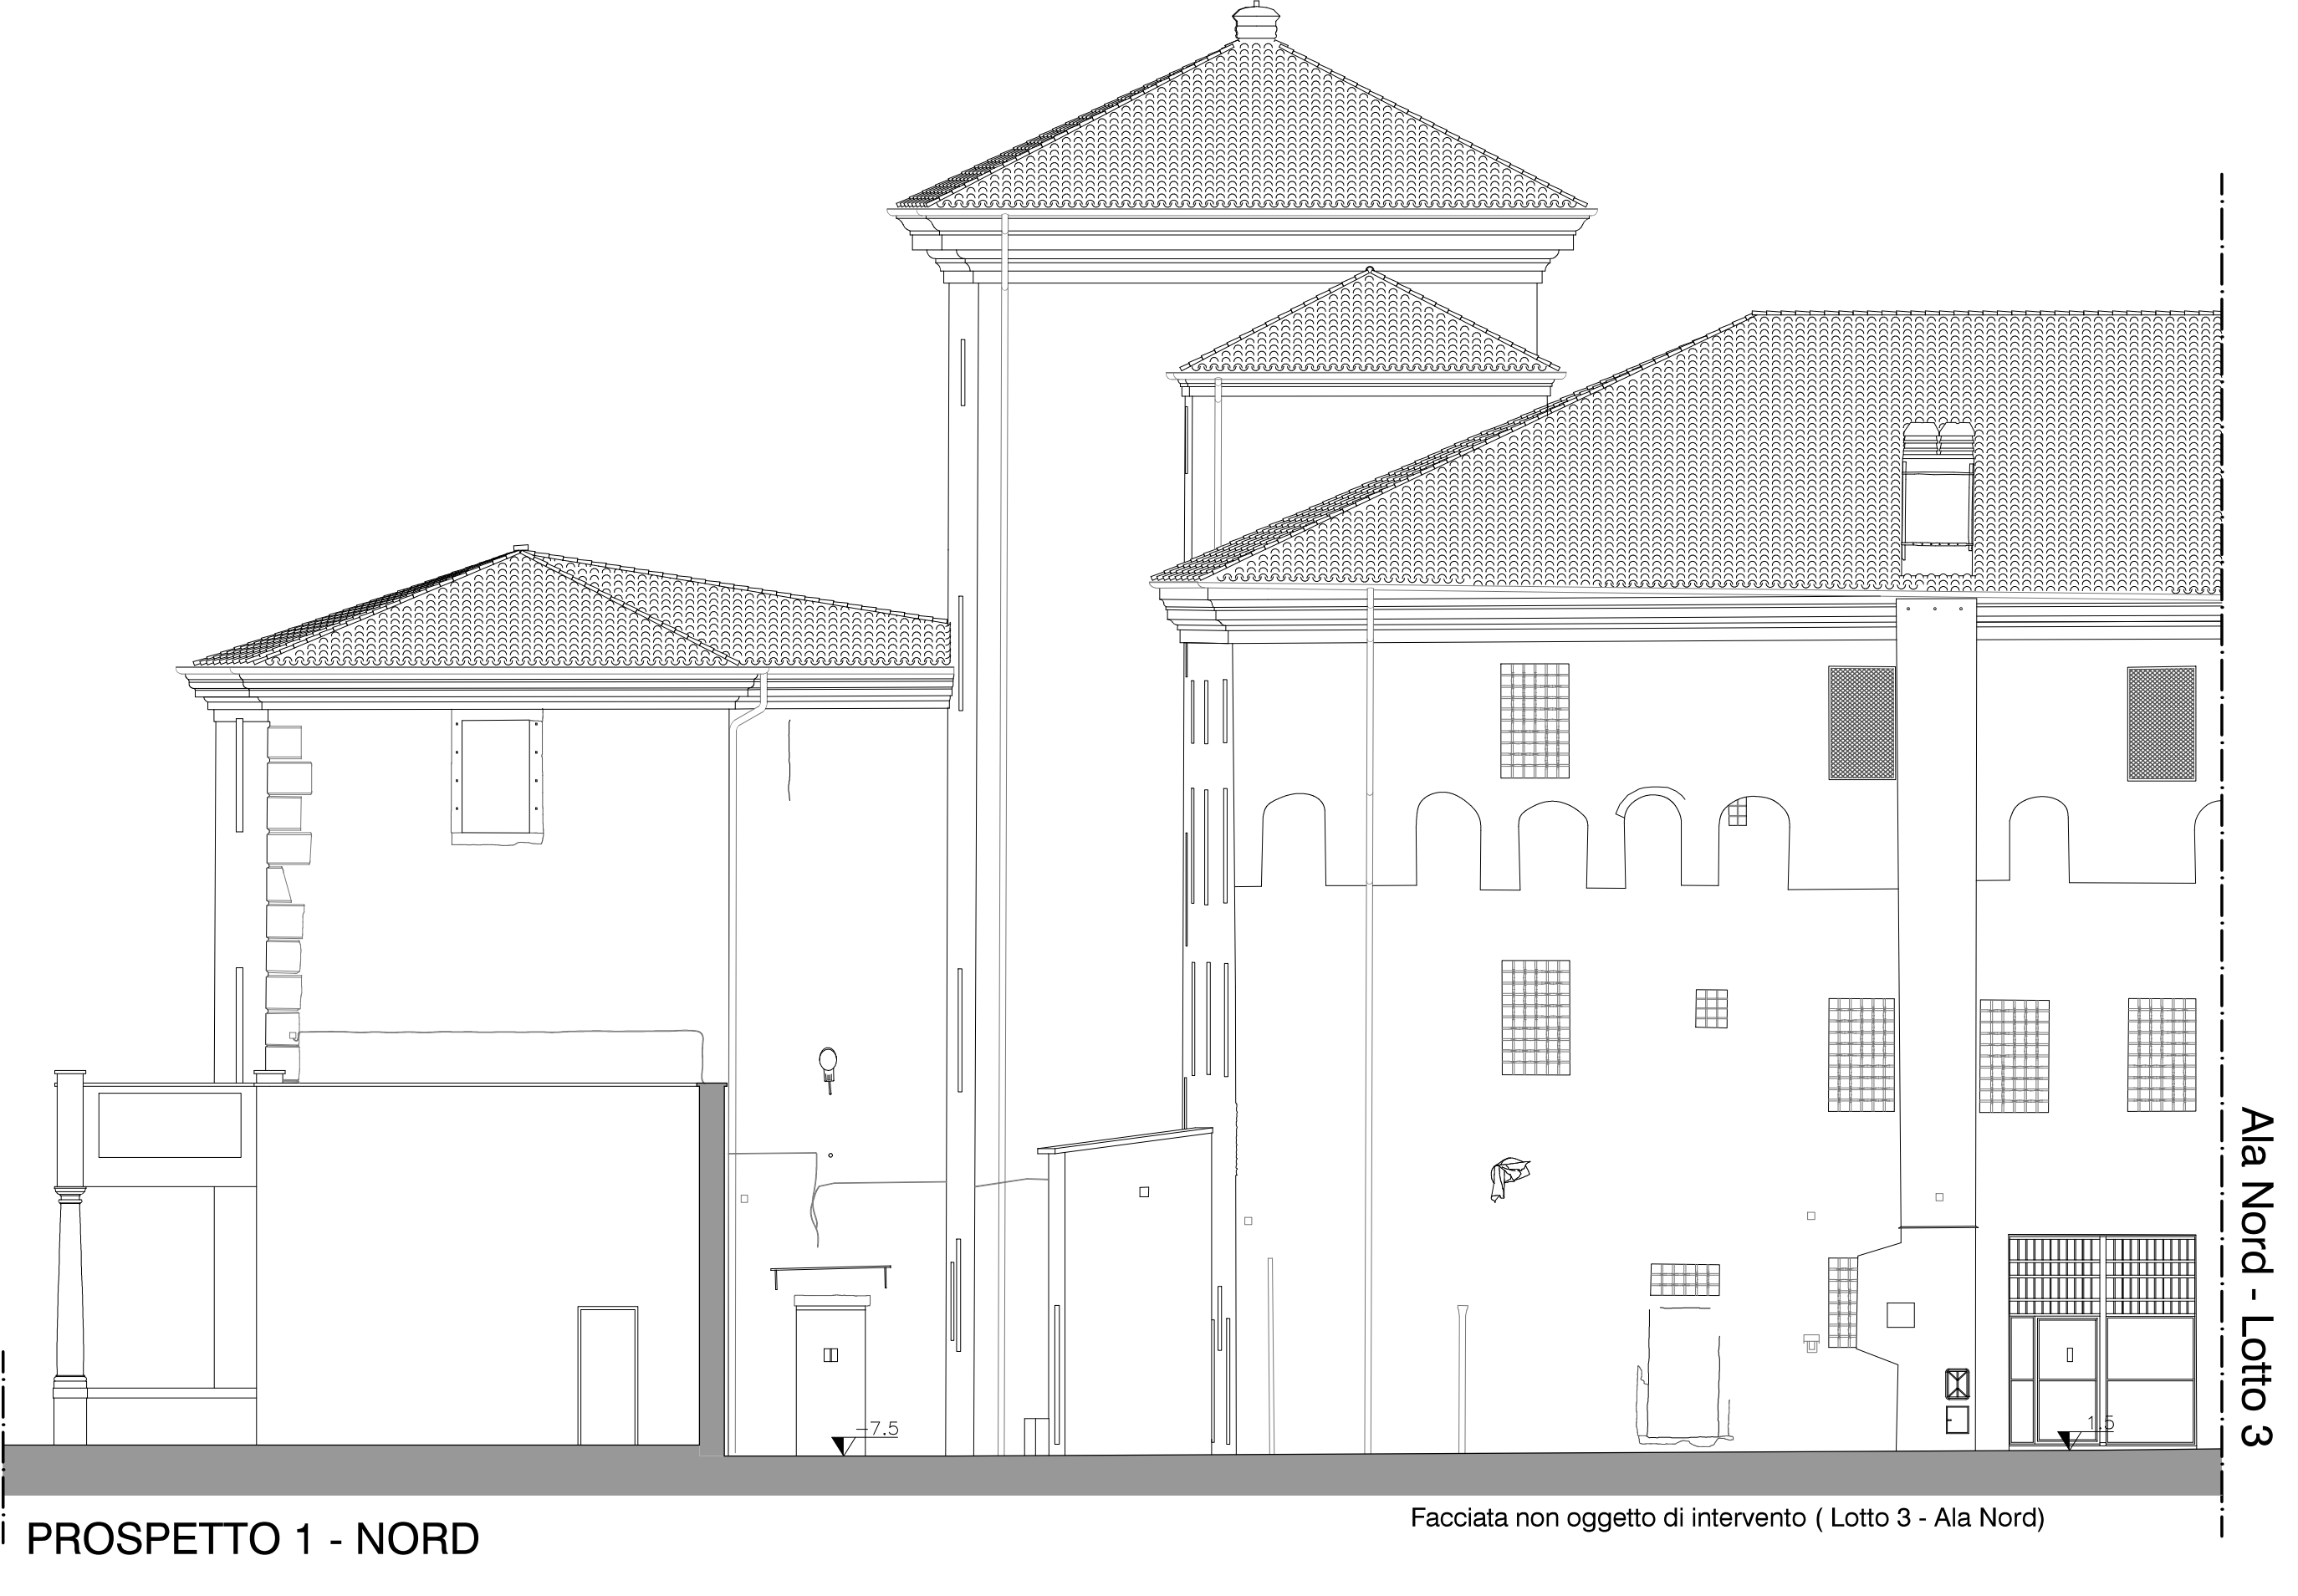 Ala Nord - Lotto 3
-7.5
1.5
Facciata non oggetto di intervento ( Lotto 3 - Ala Nord)
PROSPETTO 1 - NORD